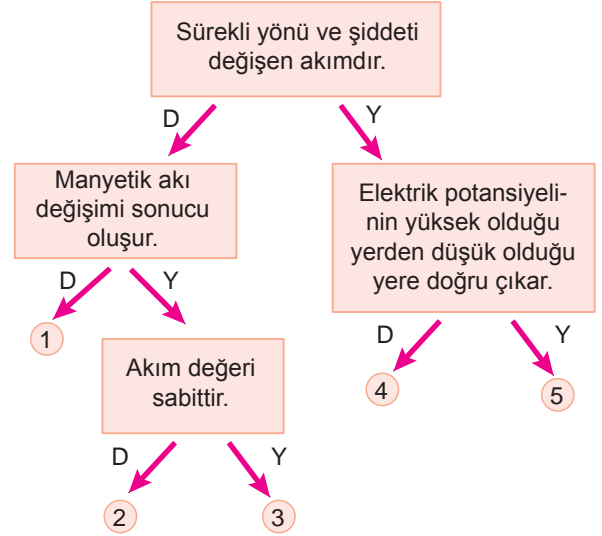 Sürekli yönü ve şiddeti
değişen akımdır.
D
Y
Manyetik akı
değişimi sonucu
oluşur.
Elektrik potansiyeli-
nin yüksek olduğu
yerden düşük olduğu
yere doğru çıkar.
D
Y
D
Y
1
Akım değeri
sabittir.
4
5
D
Y
2
3